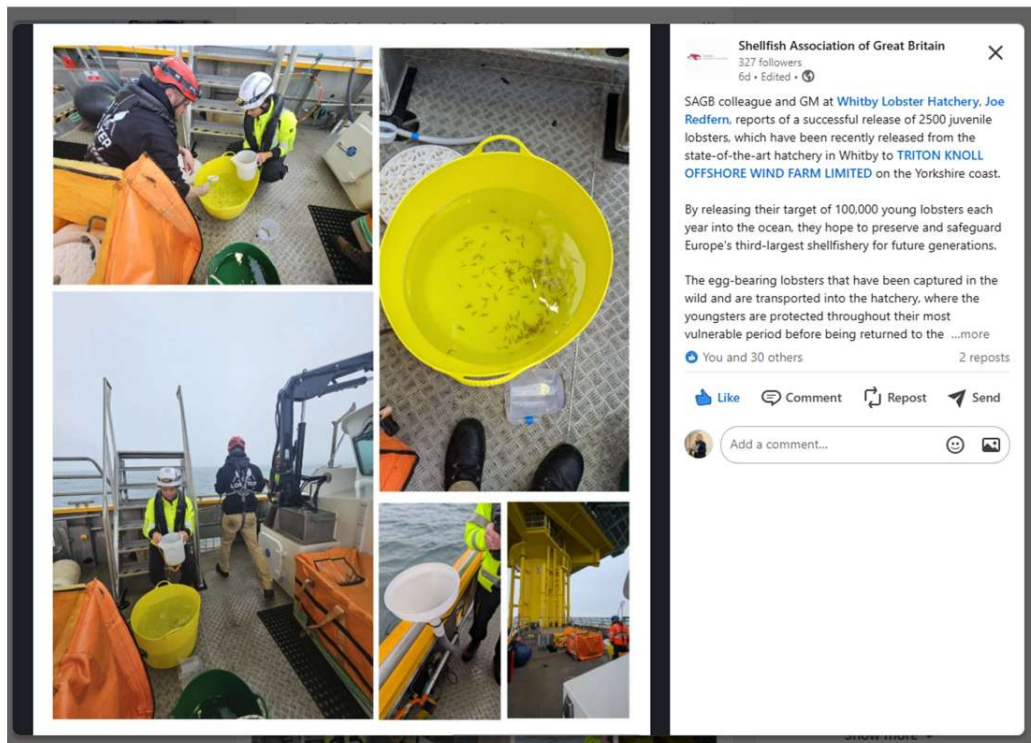 Shellfish Association of Great Britain
327 followers
6d • Edited •
SAGB colleague and GM at Whitby Lobster Hatchery, Joe
Redfern, reports of a successful release of 2500 juvenile
lobsters, which have been recently released from the
state-of-the-art hatchery in Whitby to TRITON KNOLL
OFFSHORE WIND FARM LIMITED on the Yorkshire coast.
By releasing their target of 100,000 young lobsters each
year into the ocean, they hope to preserve and safeguard
Europe's third-largest shellfishery for future generations.
The egg-bearing lobsters that have been captured in the
wild and are transported into the hatchery, where the
youngsters are protected throughout their most
vulnerable period before being returned to the ...more
You and 30 others
2 reposts
Like
Comment
Repost
Send
Add a comment...
LOBSTER